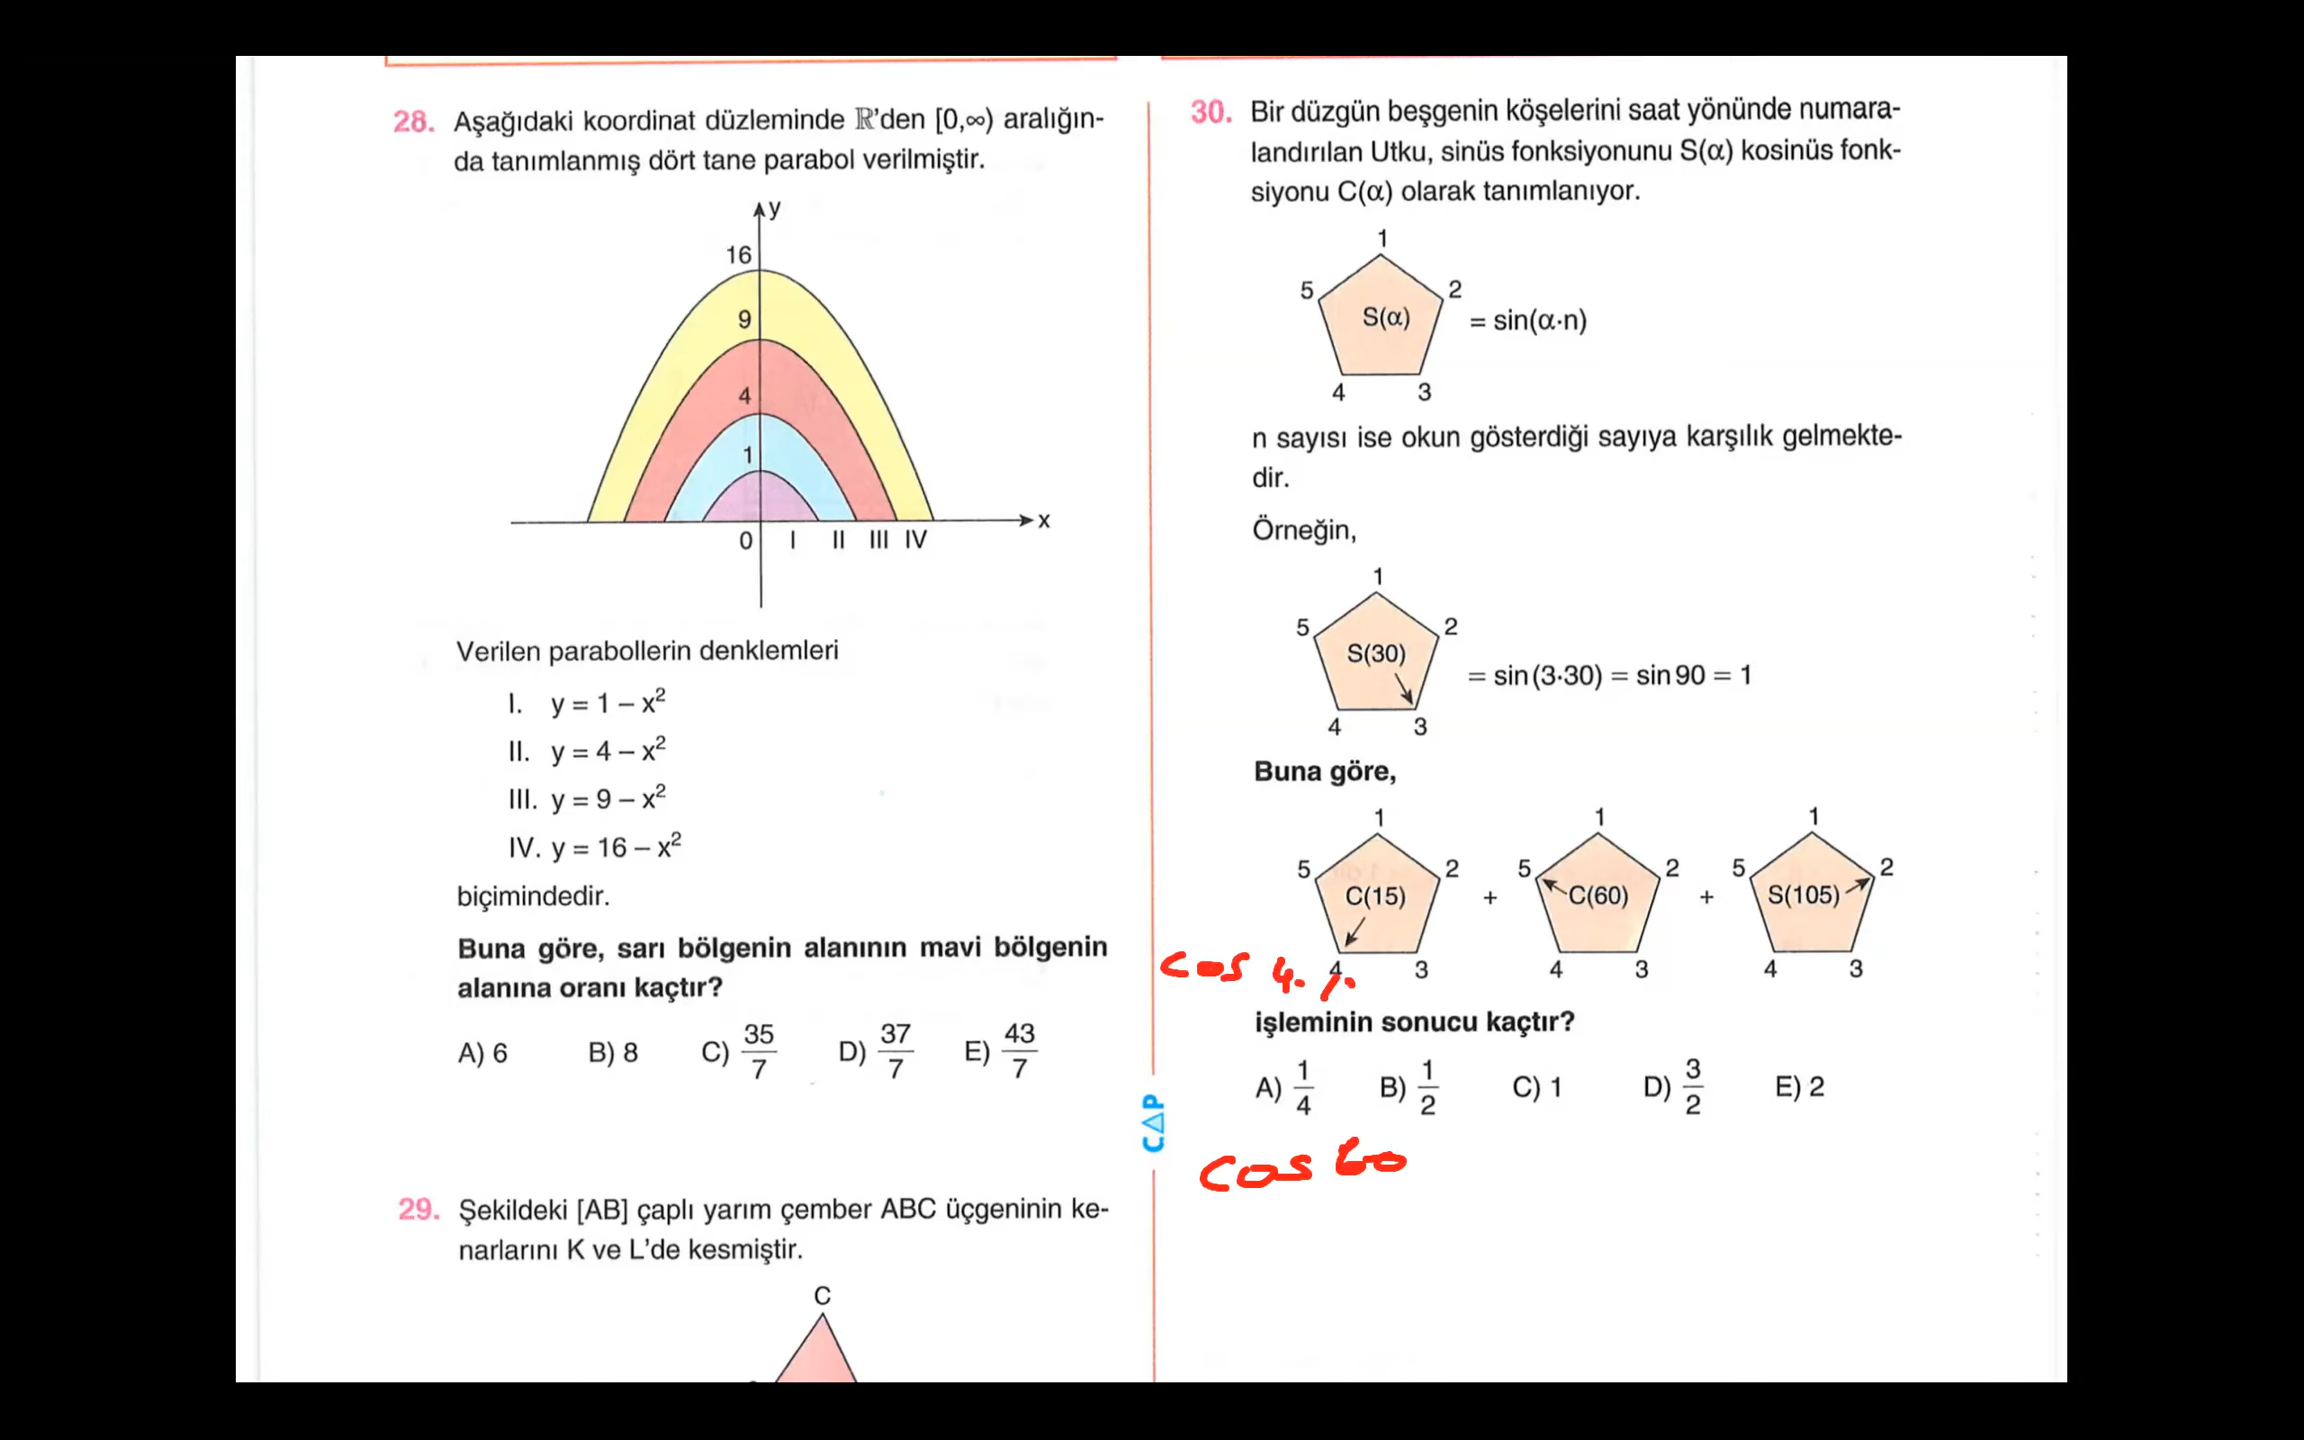 28. Aşağıdaki koordinat düzleminde ℝ’den [0,∞) aralığın-
da tanımlanmış dört tane parabol verilmiştir.
y
16
9
4
1
0 I II III IV x
Verilen parabollerin denklemleri
I. y = 1 – x²
II. y = 4 – x²
III. y = 9 – x²
IV. y = 16 – x²
biçimindedir.
Buna göre, sarı bölgenin alanının mavi bölgenin
alanına oranı kaçtır?
A) 6 B) 8 C) 35/7 D) 37/7 E) 43/7
29. Şekildeki [AB] çaplı yarım çember ABC üçgeninin ke-
narlarını K ve L’de kesmiştir.
C
CAP
30. Bir düzgün beşgenin köşelerini saat yönünde numara-
landırılan Utku, sinüs fonksiyonunu S(α) kosinüs fonk-
siyonu C(α) olarak tanımlanıyor.
1
5 2
S(α) = sin(α·n)
4 3
n sayısı ise okun gösterdiği sayıya karşılık gelmekte-
dir.
Örneğin,
1
5 2
S(30) = sin(3·30) = sin 90 = 1
4 3
Buna göre,
1 1 1
5 2 5 2 5 2
C(15) + C(60) + S(105)
4 3 4 3 4 3
cos 4.
işleminin sonucu kaçtır?
A) 1/4 B) 1/2 C) 1 D) 3/2 E) 2
cos 60